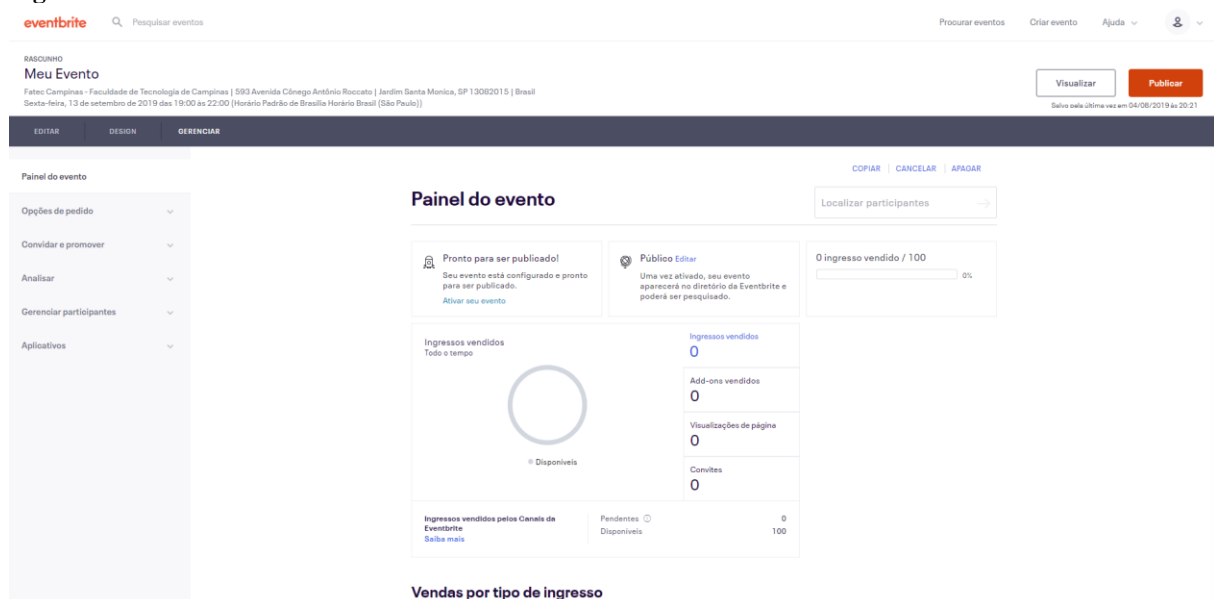 eventbrite
Pesquisar eventos
Procurar eventos
Criar evento
Ajuda
RASCUNHO
Meu Evento
Fatec Campinas - Faculdade de Tecnologia de Campinas | 593 Avenida Cônego Antônio Roccato | Jardim Santa Monica, SP 13082015 | Brasil
Sexta-feira, 13 de setembro de 2019 das 19:00 às 22:00 (Horário Padrão de Brasília Horário Brasil (São Paulo))
Visualizar
Publicar
Salvo pela última vez em 04/08/2019 às 20:21
EDITAR
DESIGN
GERENCIAR
Painel do evento
Opções de pedido
Convidar e promover
Analisar
Gerenciar participantes
Aplicativos
COPIAR | CANCELAR | APAGAR
Painel do evento
Localizar participantes
Pronto para ser publicado!
Seu evento está configurado e pronto
para ser publicado.
Ativar seu evento
Público Editar
Uma vez ativado, seu evento
aparecerá no diretório da Eventbrite e
poderá ser pesquisado.
0 ingresso vendido / 100
0%
Ingressos vendidos
Todo o tempo
Disponíveis
Ingressos vendidos
0
Add-ons vendidos
0
Visualizações de página
0
Convites
0
Ingressos vendidos pelos Canais da
Eventbrite
Saiba mais
Pendentes 0
Disponíveis 100
Vendas por tipo de ingresso